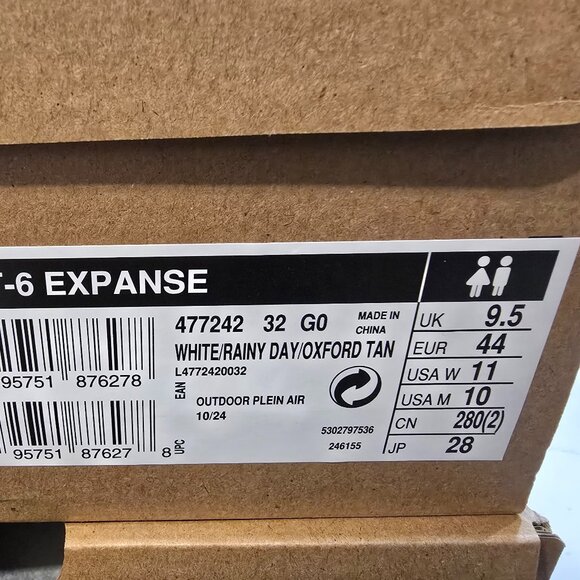 -6 EXPANSE
477242 32 G0
MADE IN CHINA
WHITE/RAINY DAY/OXFORD TAN
L4772420032
EAN
OUTDOOR PLEIN AIR
10/24
5302797536
246155
95751 876278
95751 87627 8
UPC
UK 9.5
EUR 44
USA W 11
USA M 10
CN 280(2)
JP 28